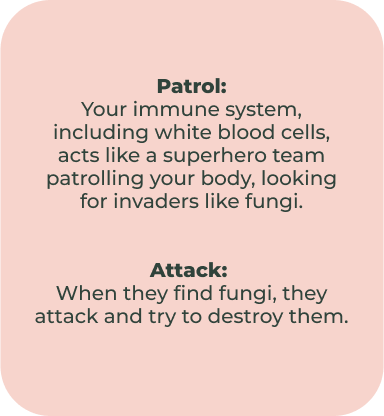 Patrol:
Your immune system,
including white blood cells,
acts like a superhero team
patrolling your body, looking
for invaders like fungi.
Attack:
When they find fungi, they
attack and try to destroy them.